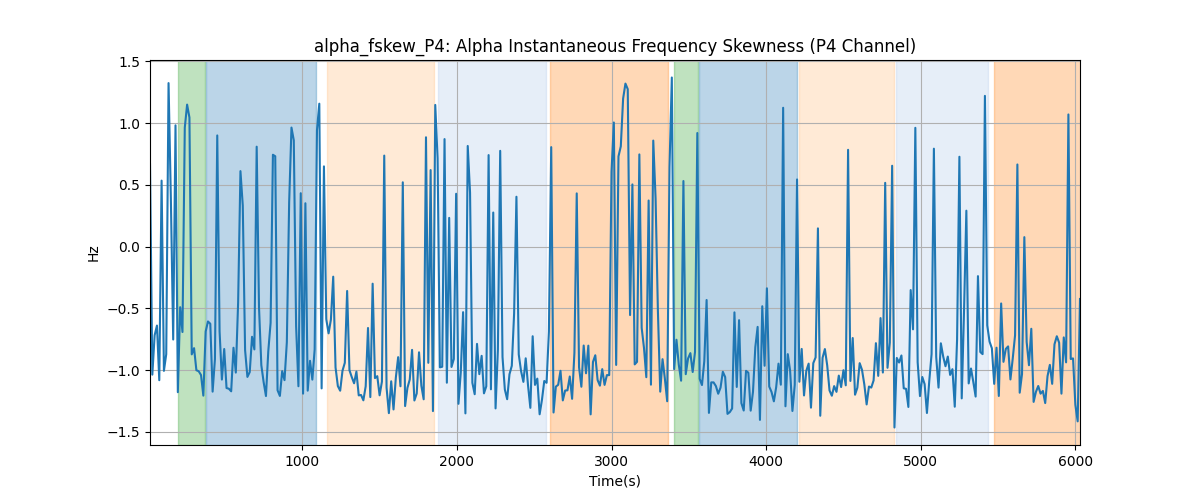 alpha_fskew_P4: Alpha Instantaneous Frequency Skewness (P4 Channel)
1.5
1.0
0.5
0.0
−0.5
−1.0
−1.5
Hz
1000 2000 3000 4000 5000 6000
Time(s)